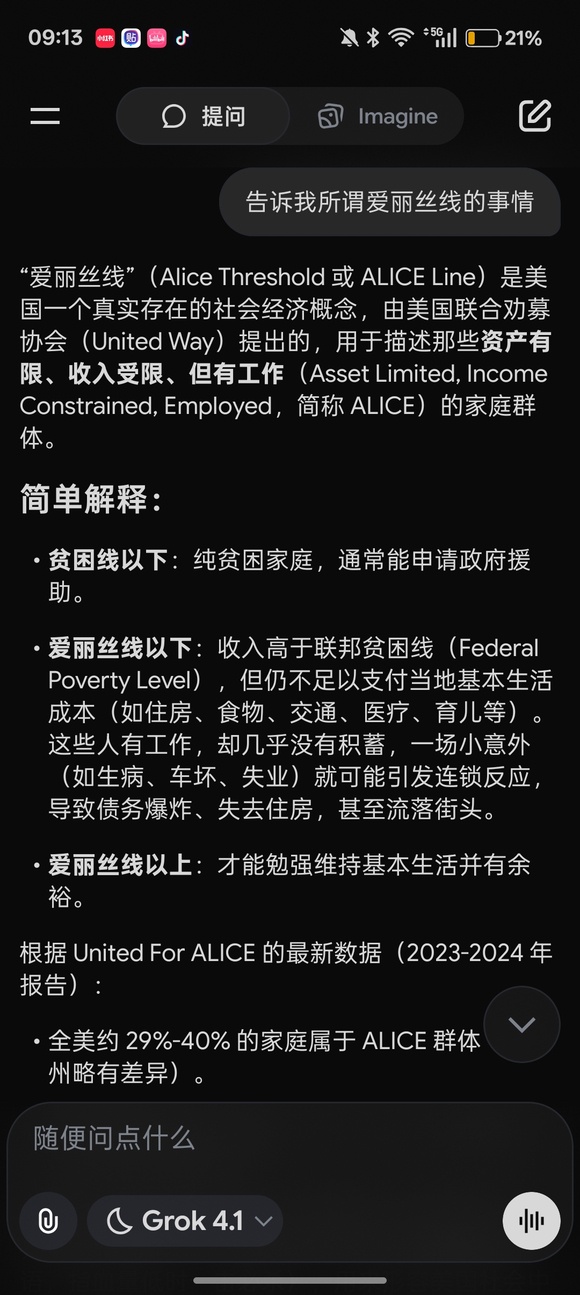 09:13
小红书
贴
5G
21%
提问
Imagine
告诉我所谓爱丽丝线的事情
“爱丽丝线”（Alice Threshold 或 ALICE Line）是美
国一个真实存在的社会经济概念，由美国联合劝募
协会（United Way）提出的，用于描述那些资产有
限、收入受限、但有工作（Asset Limited, Income
Constrained, Employed，简称 ALICE）的家庭群
体。
简单解释：
• 贫困线以下：纯贫困家庭，通常能申请政府援
助。
• 爱丽丝线以下：收入高于联邦贫困线（Federal
Poverty Level），但仍不足以支付当地基本生活
成本（如住房、食物、交通、医疗、育儿等）。
这些人有工作，却几乎没有积蓄，一场小意外
（如生病、车坏、失业）就可能引发连锁反应，
导致债务爆炸、失去住房，甚至流落街头。
• 爱丽丝线以上：才能勉强维持基本生活并有余
裕。
根据 United For ALICE 的最新数据（2023-2024 年
报告）：
• 全美约 29%-40% 的家庭属于 ALICE 群体
州略有差异）。
随便问点什么
Grok 4.1